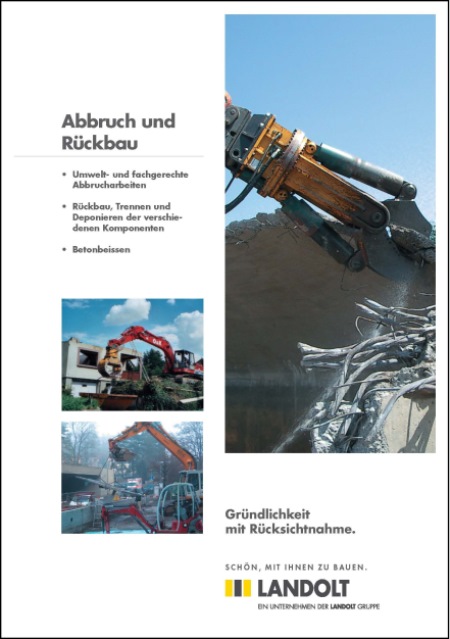 Abbruch und
Rückbau
• Umwelt- und fachgerechte
Abbrucharbeiten
• Rückbau, Trennen und
Deponieren der verschie-
denen Komponenten
• Betonbeissen
Gründlichkeit
mit Rücksichtnahme.
SCHÖN, MIT IHNEN ZU BAUEN.
LANDOLT
EIN UNTERNEHMEN DER LANDOLT GRUPPE